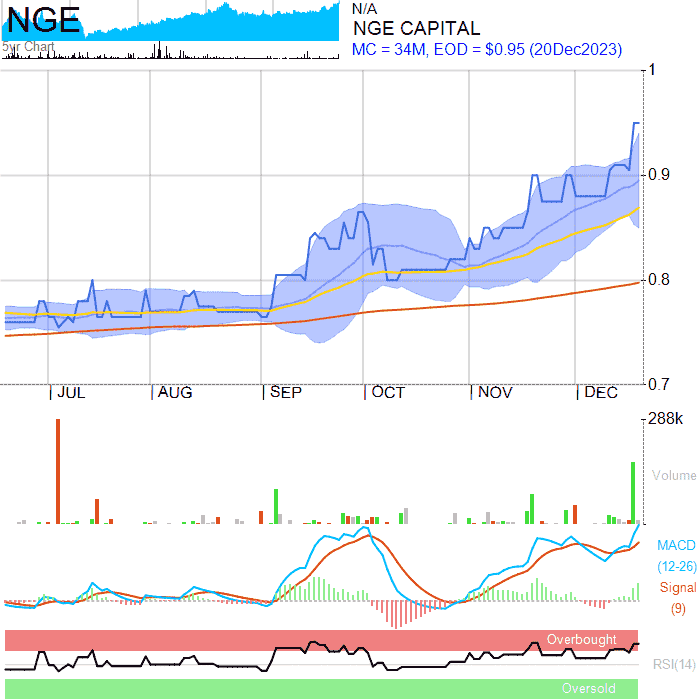 NGE
5yr Chart
N/A
NGE CAPITAL
MC = 34M, EOD = $0.95 (20Dec2023)
1
0.9
0.8
0.7
JUL AUG SEP OCT NOV DEC
288k
Volume
MACD
(12-26)
Signal
(9)
Overbought
RSI(14)
Oversold